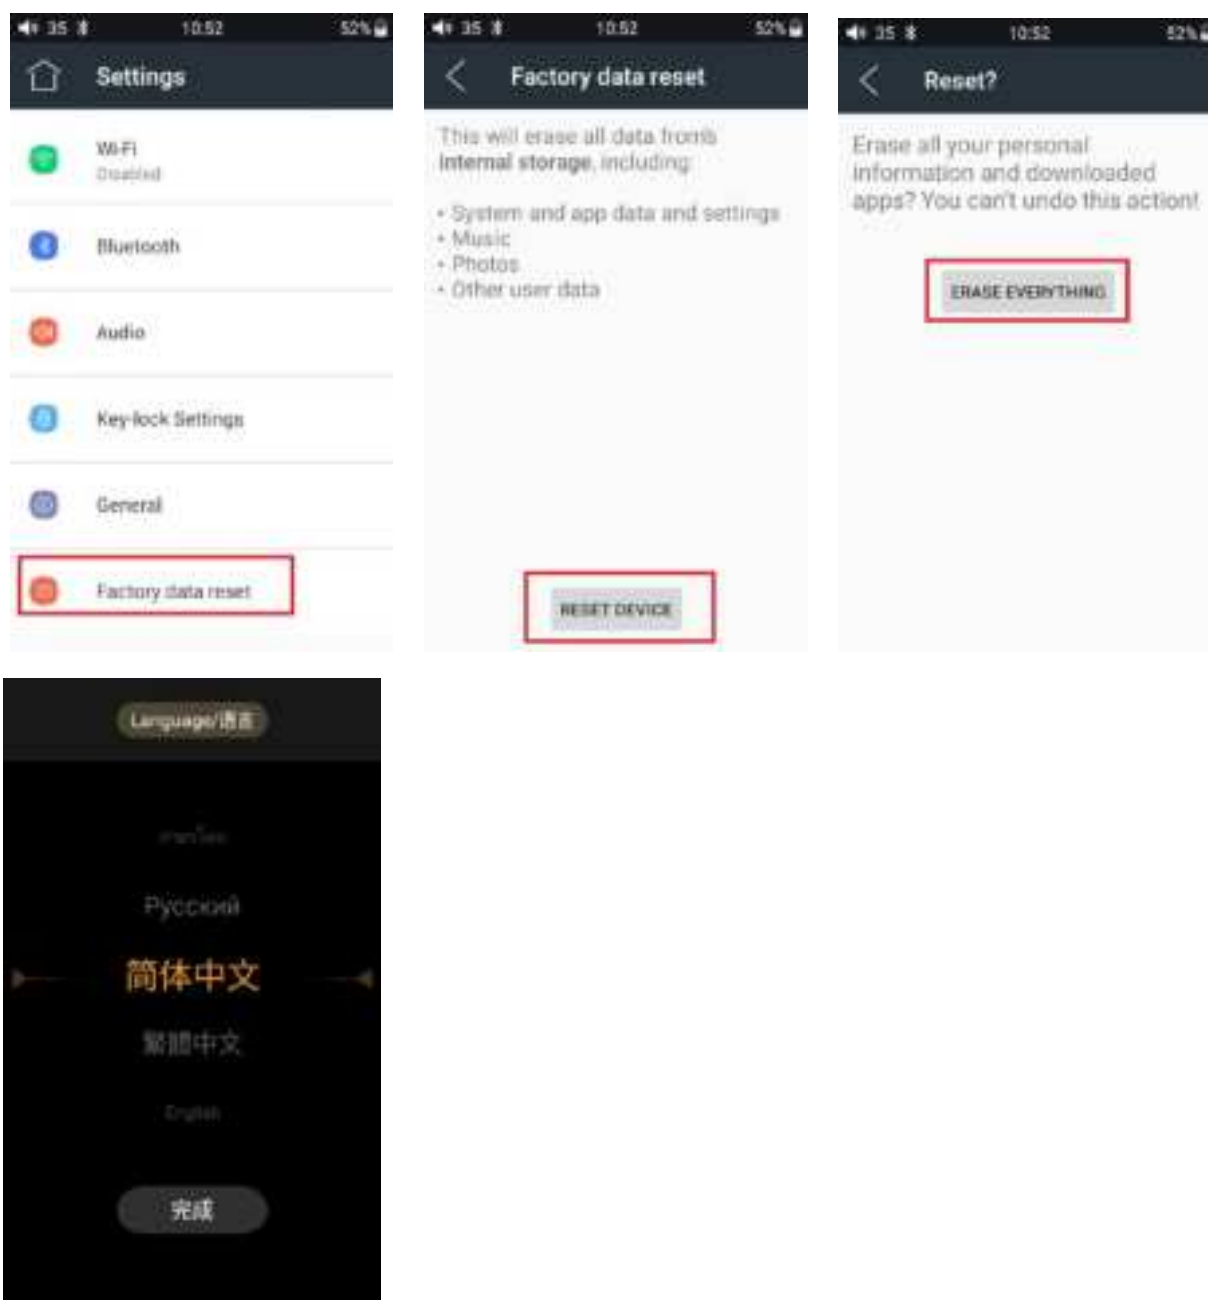 35 10:52 52%
Settings
Wi-Fi
Disabled
Bluetooth
Audio
Key-lock Settings
General
Factory data reset
35 10:52 52%
Factory data reset
This will erase all data fromb
internal storage, including:
• System and app data and settings
• Music
• Photos
• Other user data
RESET DEVICE
35 10:52 52%
Reset?
Erase all your personal
information and downloaded
apps? You can't undo this action!
ERASE EVERYTHING
Language/语言
Русский
简体中文
繁體中文
English
完成